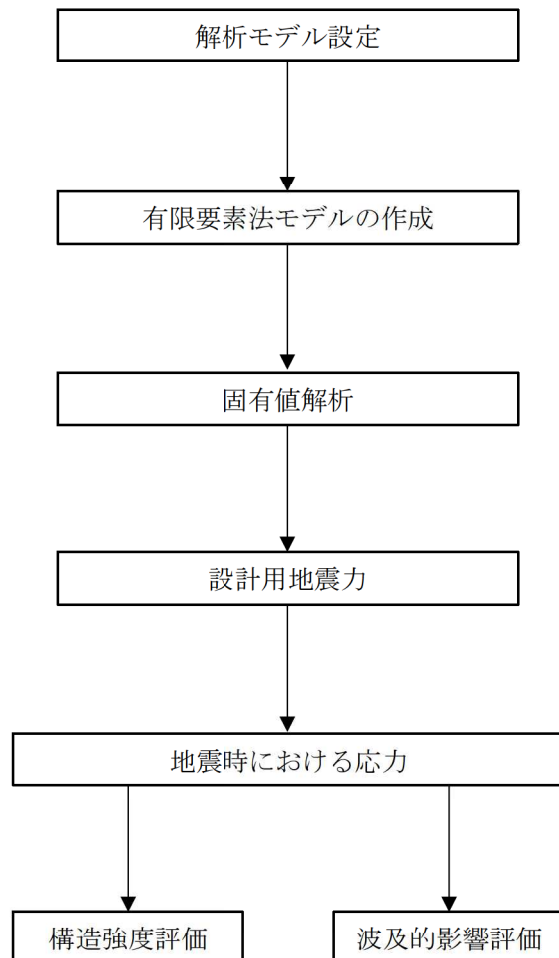 解析モデル設定
有限要素法モデルの作成
固有値解析
設計用地震力
地震時における応力
構造強度評価
波及的影響評価